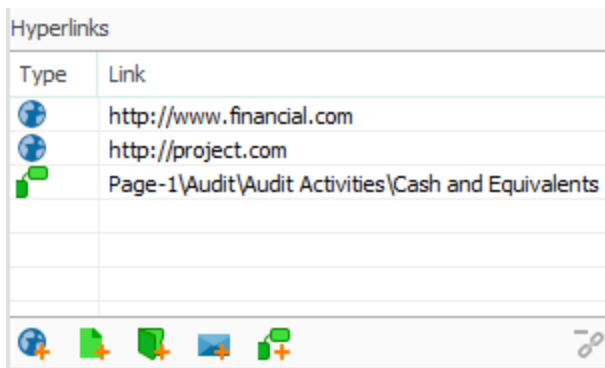 Hyperlinks
Type Link
http://www.financial.com
http://project.com
Page-1\Audit\Audit Activities\Cash and Equivalents